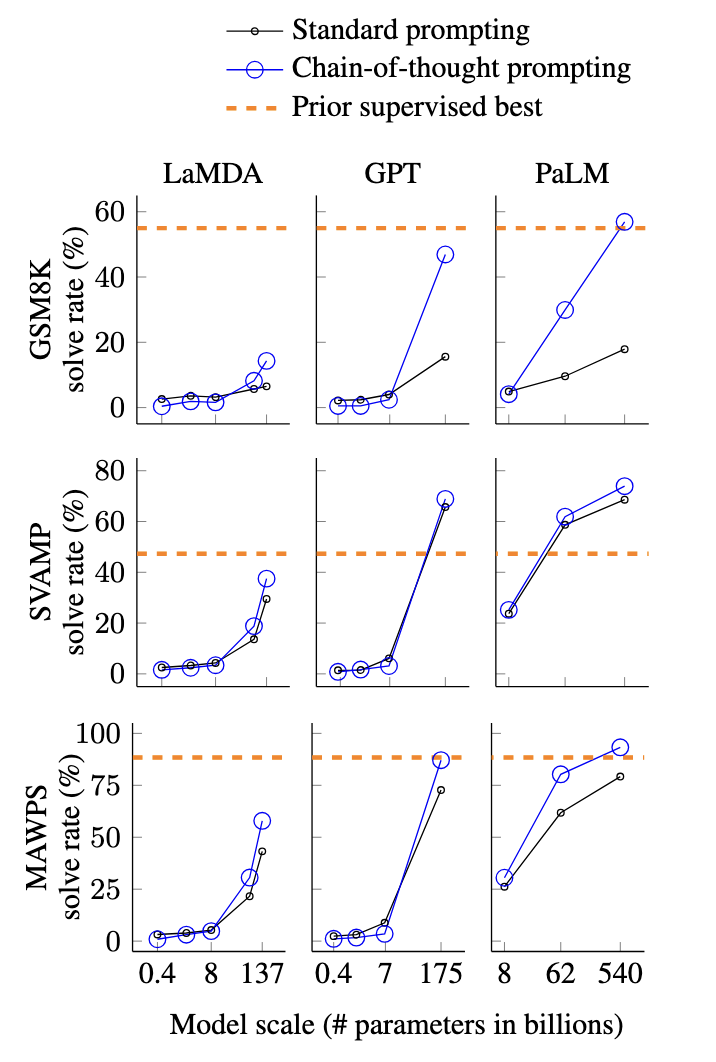 Standard prompting
Chain-of-thought prompting
Prior supervised best
LaMDA GPT PaLM
GSM8K
solve rate (%)
60
40
20
0
SVAMP
solve rate (%)
80
60
40
20
0
MAWPS
solve rate (%)
100
75
50
25
0
0.4 8 137 0.4 7 175 8 62 540
Model scale (# parameters in billions)